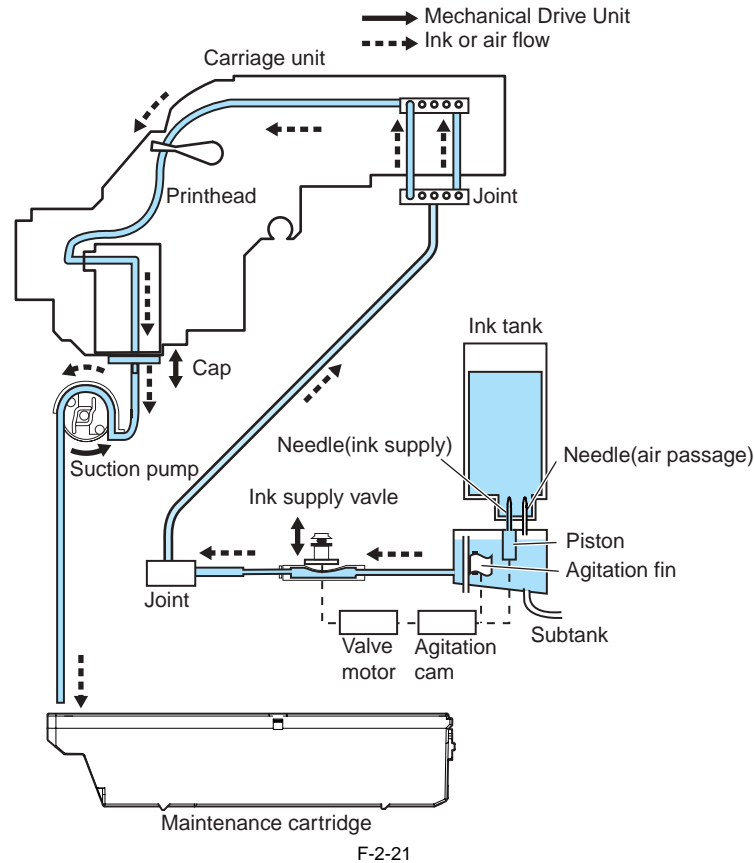 Mechanical Drive Unit
Ink or air flow
Carriage unit
Printhead
Joint
Ink tank
Cap
Needle(ink supply)
Needle(air passage)
Suction pump
Ink supply vavle
Piston
Agitation fin
Joint
Subtank
Valve
motor
Agitation
cam
Maintenance cartridge
F-2-21